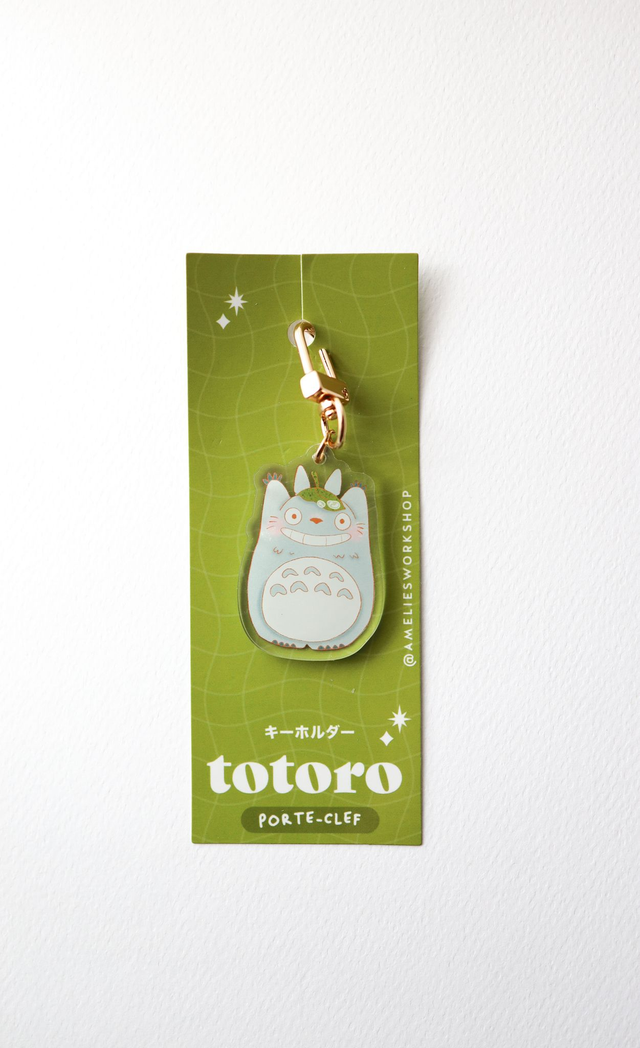 @AMELIESWORKSHOP
キーホルダー
totoro
PORTE-CLEF